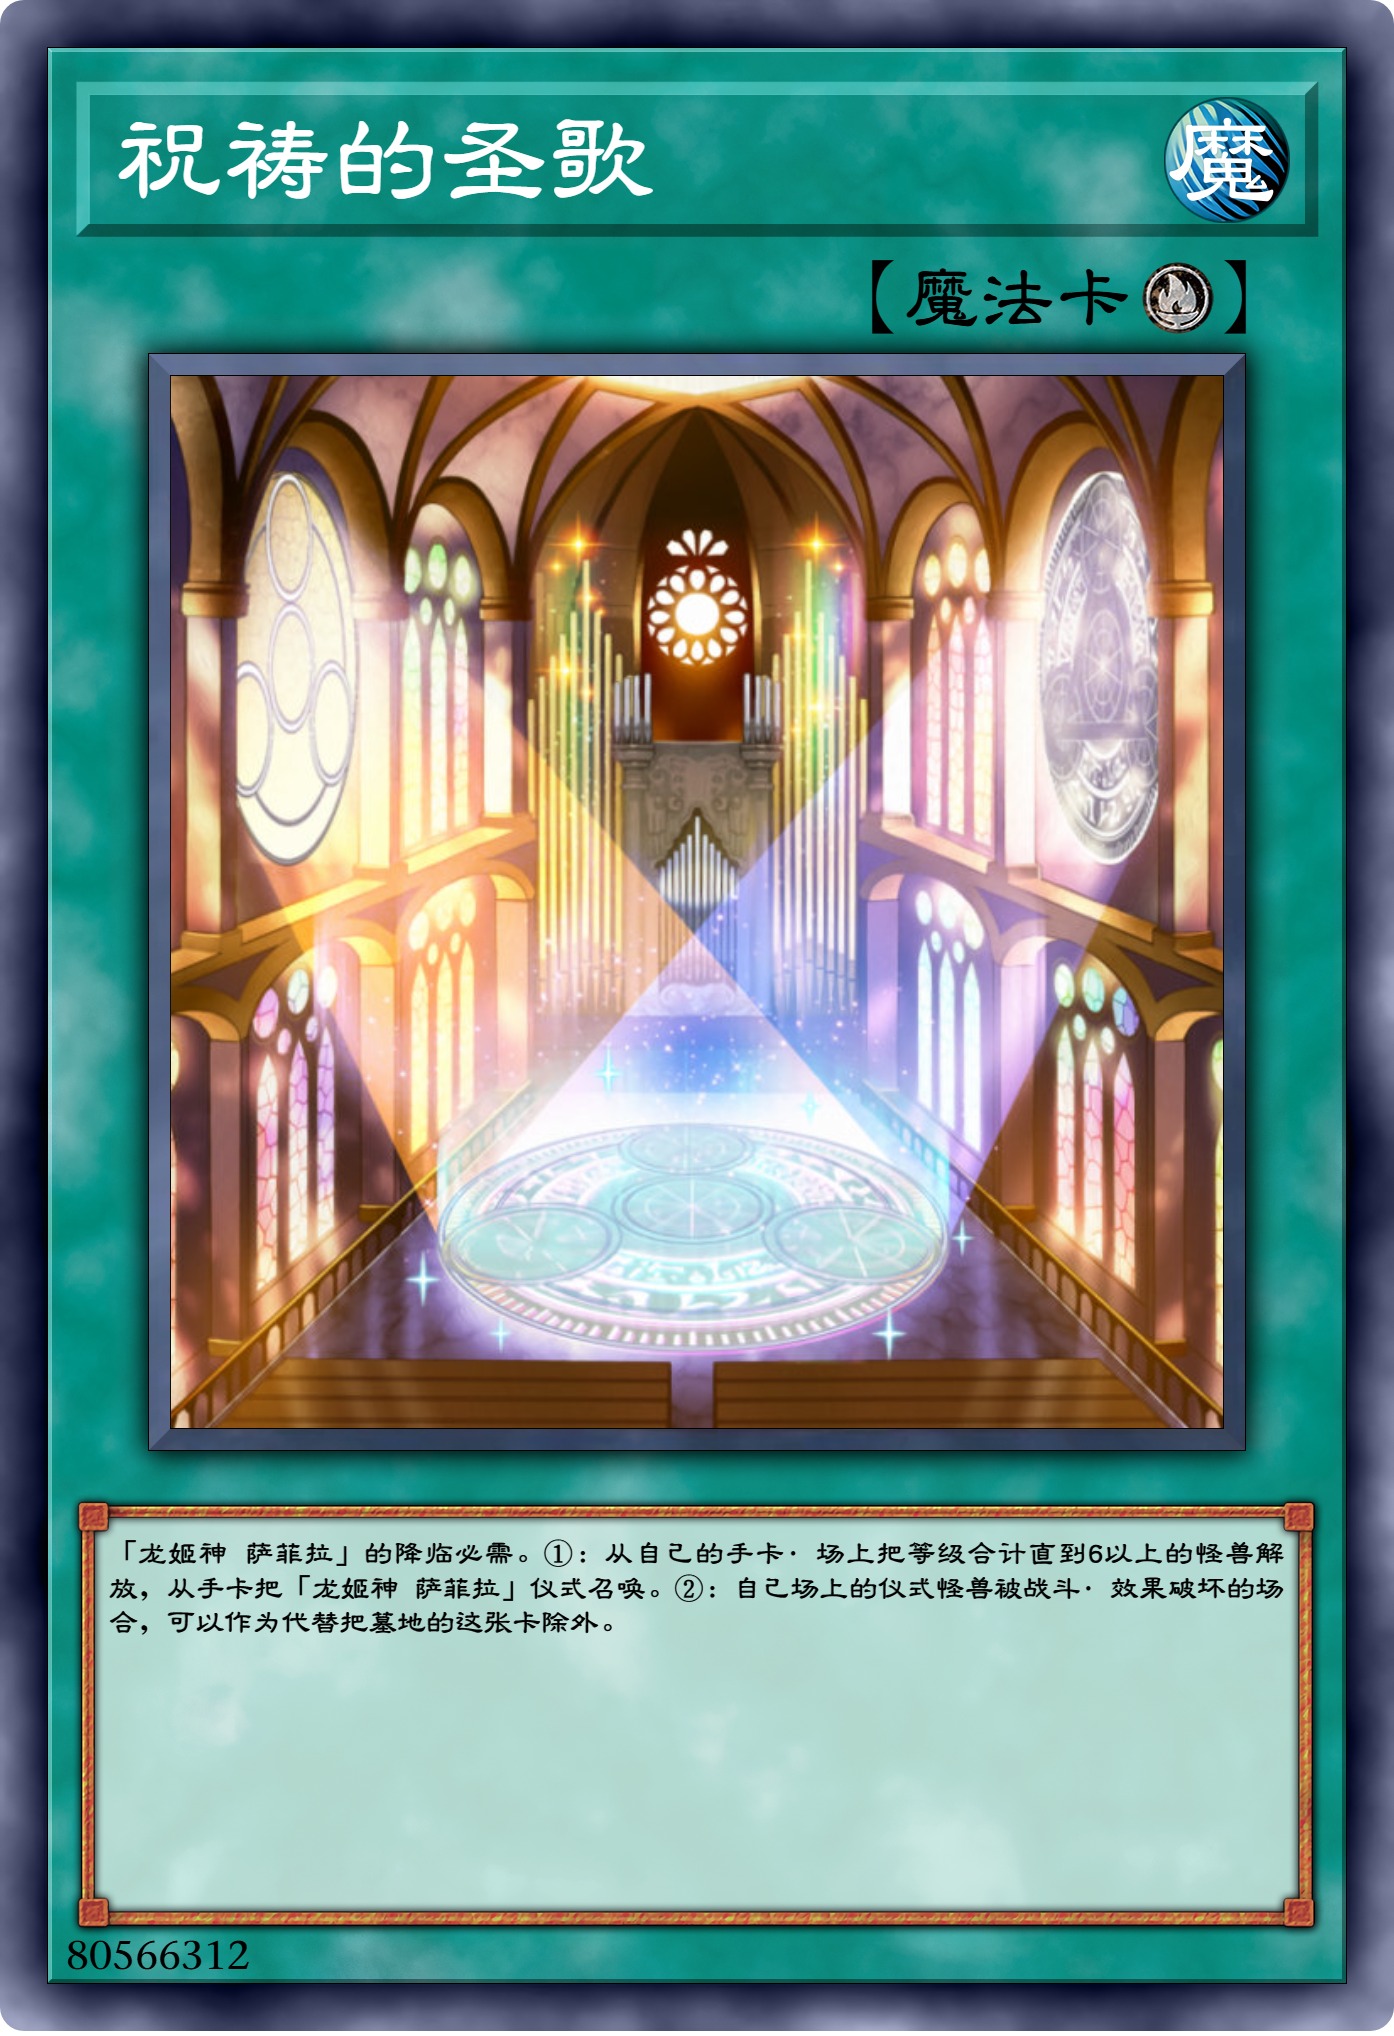 祝祷的圣歌
魔
【魔法卡】
「龙姬神 萨菲拉」的降临必需。①：从自己的手卡·场上把等级合计直到6以上的怪兽解
放，从手卡把「龙姬神 萨菲拉」仪式召唤。②：自己场上的仪式怪兽被战斗·效果破坏的场
合，可以作为代替把墓地的这张卡除外。
80566312